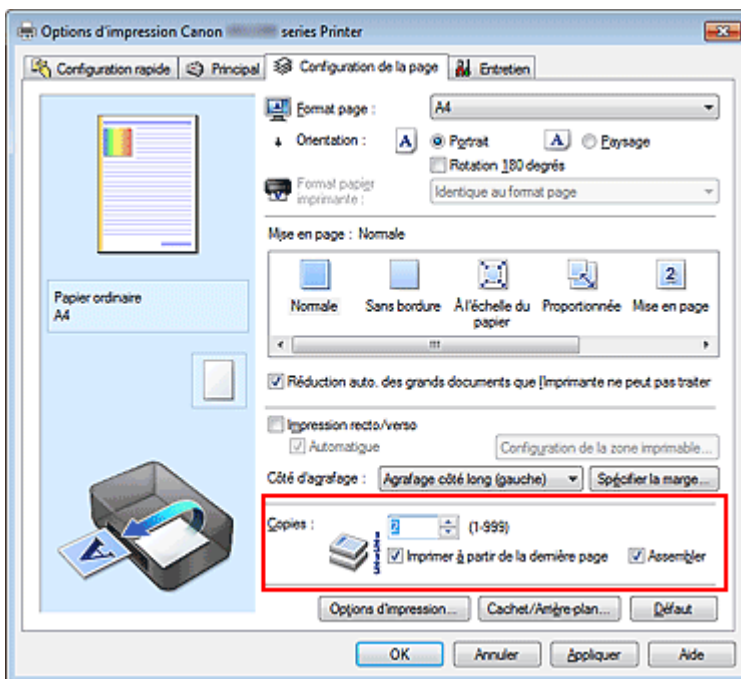 Options d'impression Canon series Printer
Configuration rapide Principal Configuration de la page Entretien
Format page : A4
Orientation : A Portrait A Paysage
Rotation 180 degrés
Format papier imprimante : Identique au format page
Mise en page : Normale
Normale Sans bordure À l'échelle du papier Proportionnée Mise en page
Papier ordinaire
A4
Réduction auto. des grands documents que l'imprimante ne peut pas traiter
Impression recto/verso
Automatique Configuration de la zone imprimable...
Côté d'agrafage : Agrafage côté long (gauche) Spécifier la marge...
Copies : 2 (1-999)
Imprimer à partir de la dernière page Assembler
Options d'impression... Cachet/Arrière-plan... Défaut
OK Annuler Appliquer Aide